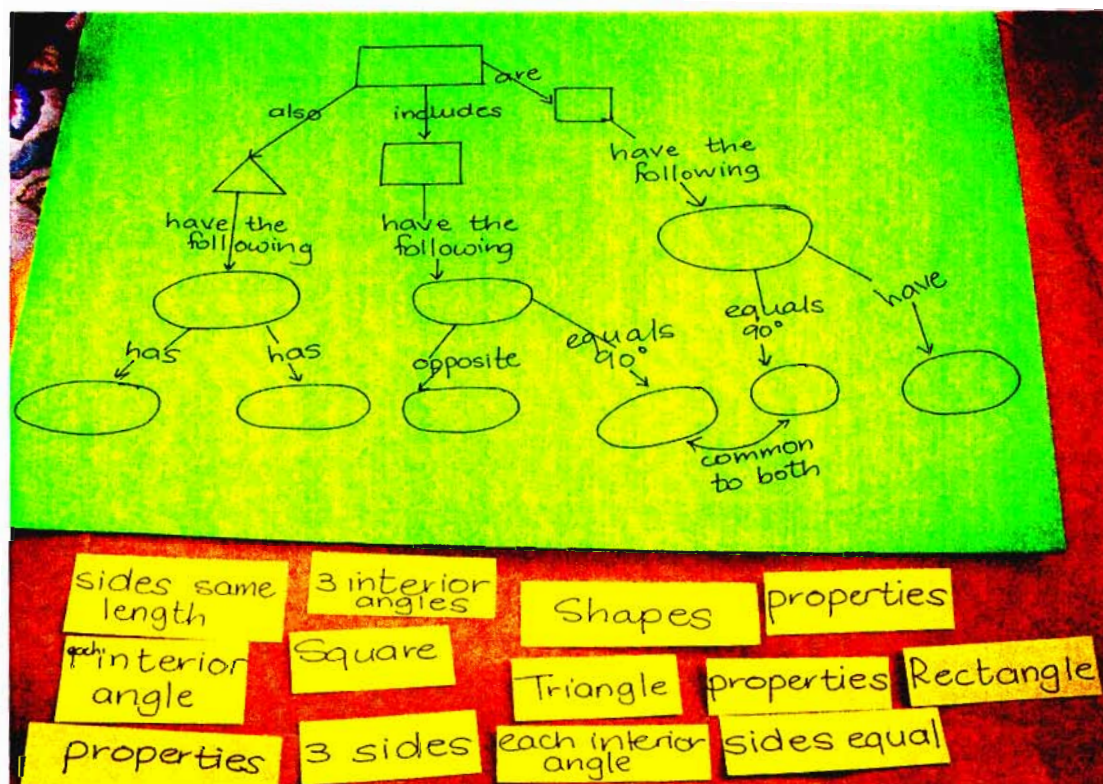 are
also
includes
have the
following
have the
following
have the
following
has
has
opposite
equals
90°
equals
90°
have
common
to both
sides same
length
3 interior
angles
Shapes
properties
each
interior
angle
Square
Triangle
properties
Rectangle
properties
3 sides
each interior
angle
sides equal